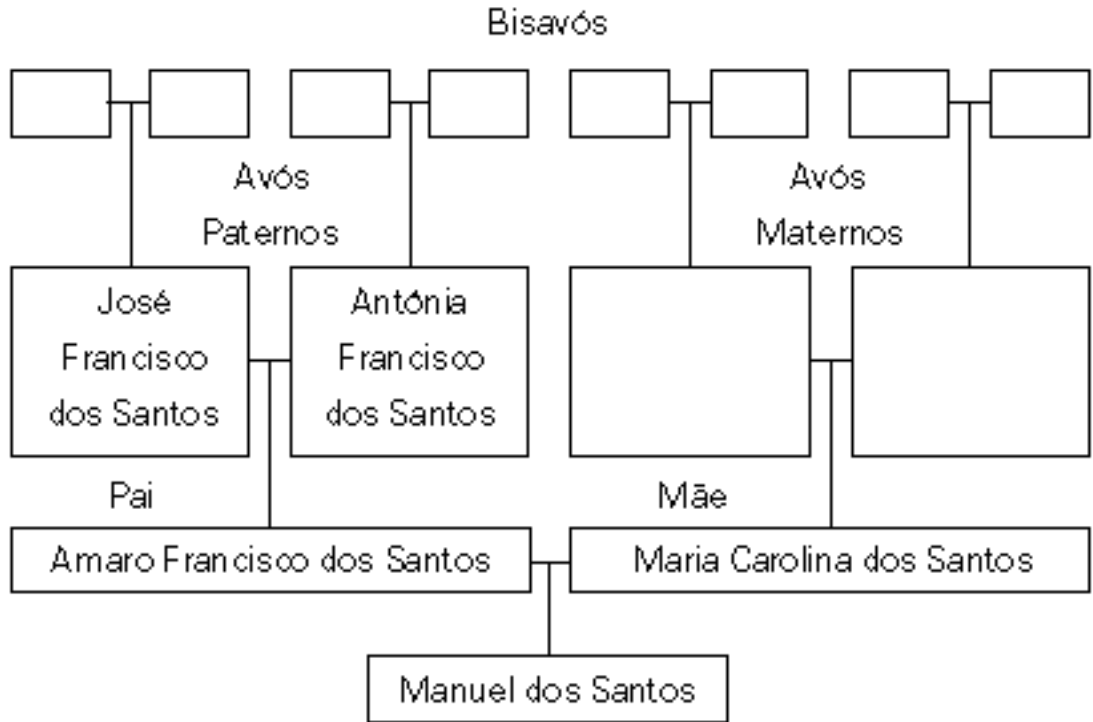 Bisavós
Avós
Paternos
Avós
Maternos
José
Francisco
dos Santos
Antónia
Francisco
dos Santos
Pai
Mãe
Amaro Francisco dos Santos
Maria Carolina dos Santos
Manuel dos Santos